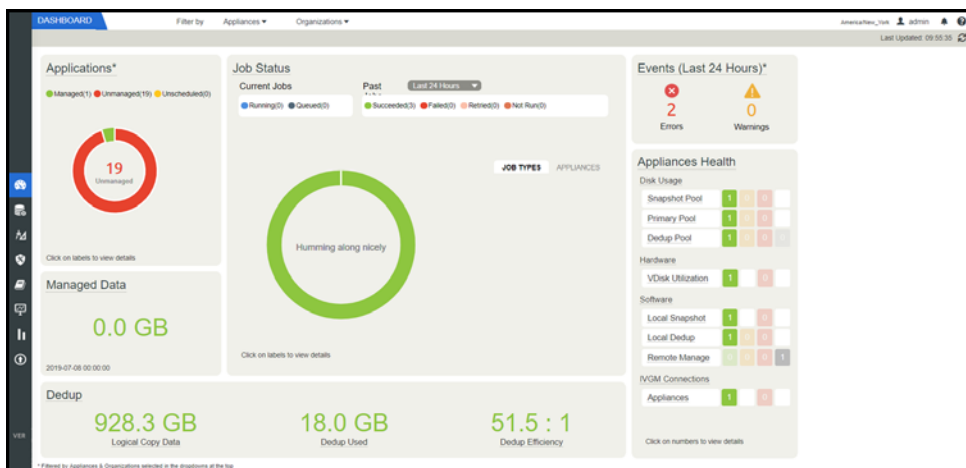 DASHBOARD
Filter by
Appliances
Organizations
America/New_York
admin
Last Updated: 09:55:35
Applications*
Managed(1) Unmanaged(19) Unscheduled(0)
19
Unmanaged
Click on labels to view details
Managed Data
0.0 GB
2019-07-08 00:00:00
Job Status
Current Jobs
Running(0) Queued(0)
Past
Last 24 Hours
Succeeded(3) Failed(0) Retried(0) Not Run(0)
JOB TYPES APPLIANCES
Humming along nicely
Click on labels to view details
Events (Last 24 Hours)*
2
Errors
0
Warnings
Appliances Health
Disk Usage
Snapshot Pool 1 0 0
Primary Pool 1 0 0
Dedup Pool 1 0 0 0
Hardware
VDisk Utilization 1 0
Software
Local Snapshot 1 0
Local Dedup 1 0 0
Remote Manage 0 0 0 1
IVGM Connections
Appliances 1 0
Click on numbers to view details
Dedup
928.3 GB
Logical Copy Data
18.0 GB
Dedup Used
51.5 : 1
Dedup Efficiency
VER
* Filtered by Appliances & Organizations selected in the dropdowns at the top